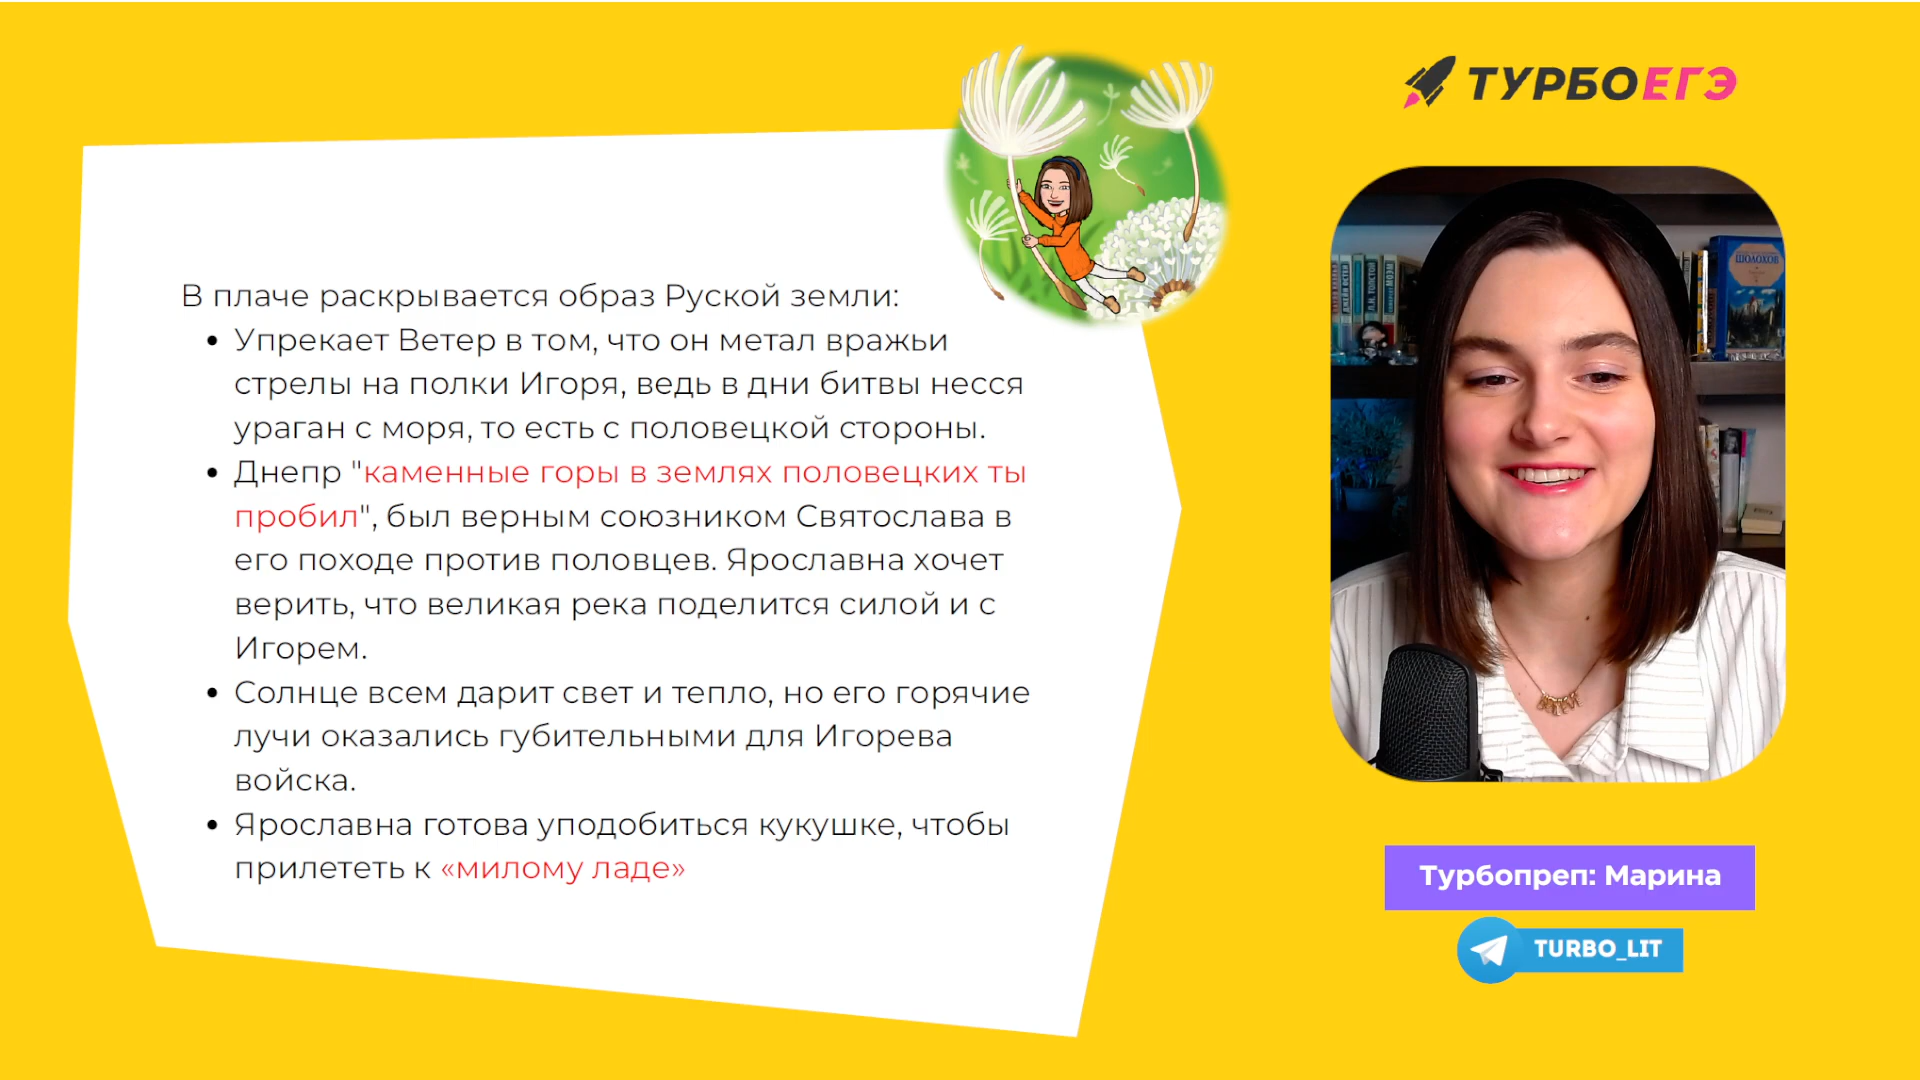 ТУРБОЕГЭ
В плаче раскрывается образ Руской земли:
• Упрекает Ветер в том, что он метал вражьи
стрелы на полки Игоря, ведь в дни битвы несся
ураган с моря, то есть с половецкой стороны.
• Днепр "каменные горы в землях половецких ты
пробил", был верным союзником Святослава в
его походе против половцев. Ярославна хочет
верить, что великая река поделится силой и с
Игорем.
• Солнце всем дарит свет и тепло, но его горячие
лучи оказались губительными для Игорева
войска.
• Ярославна готова уподобиться кукушке, чтобы
прилететь к «милому ладе»
ШОЛОХОВ
Л.Н. ТОЛСТОЙ
Турбопреп: Марина
TURBO_LIT